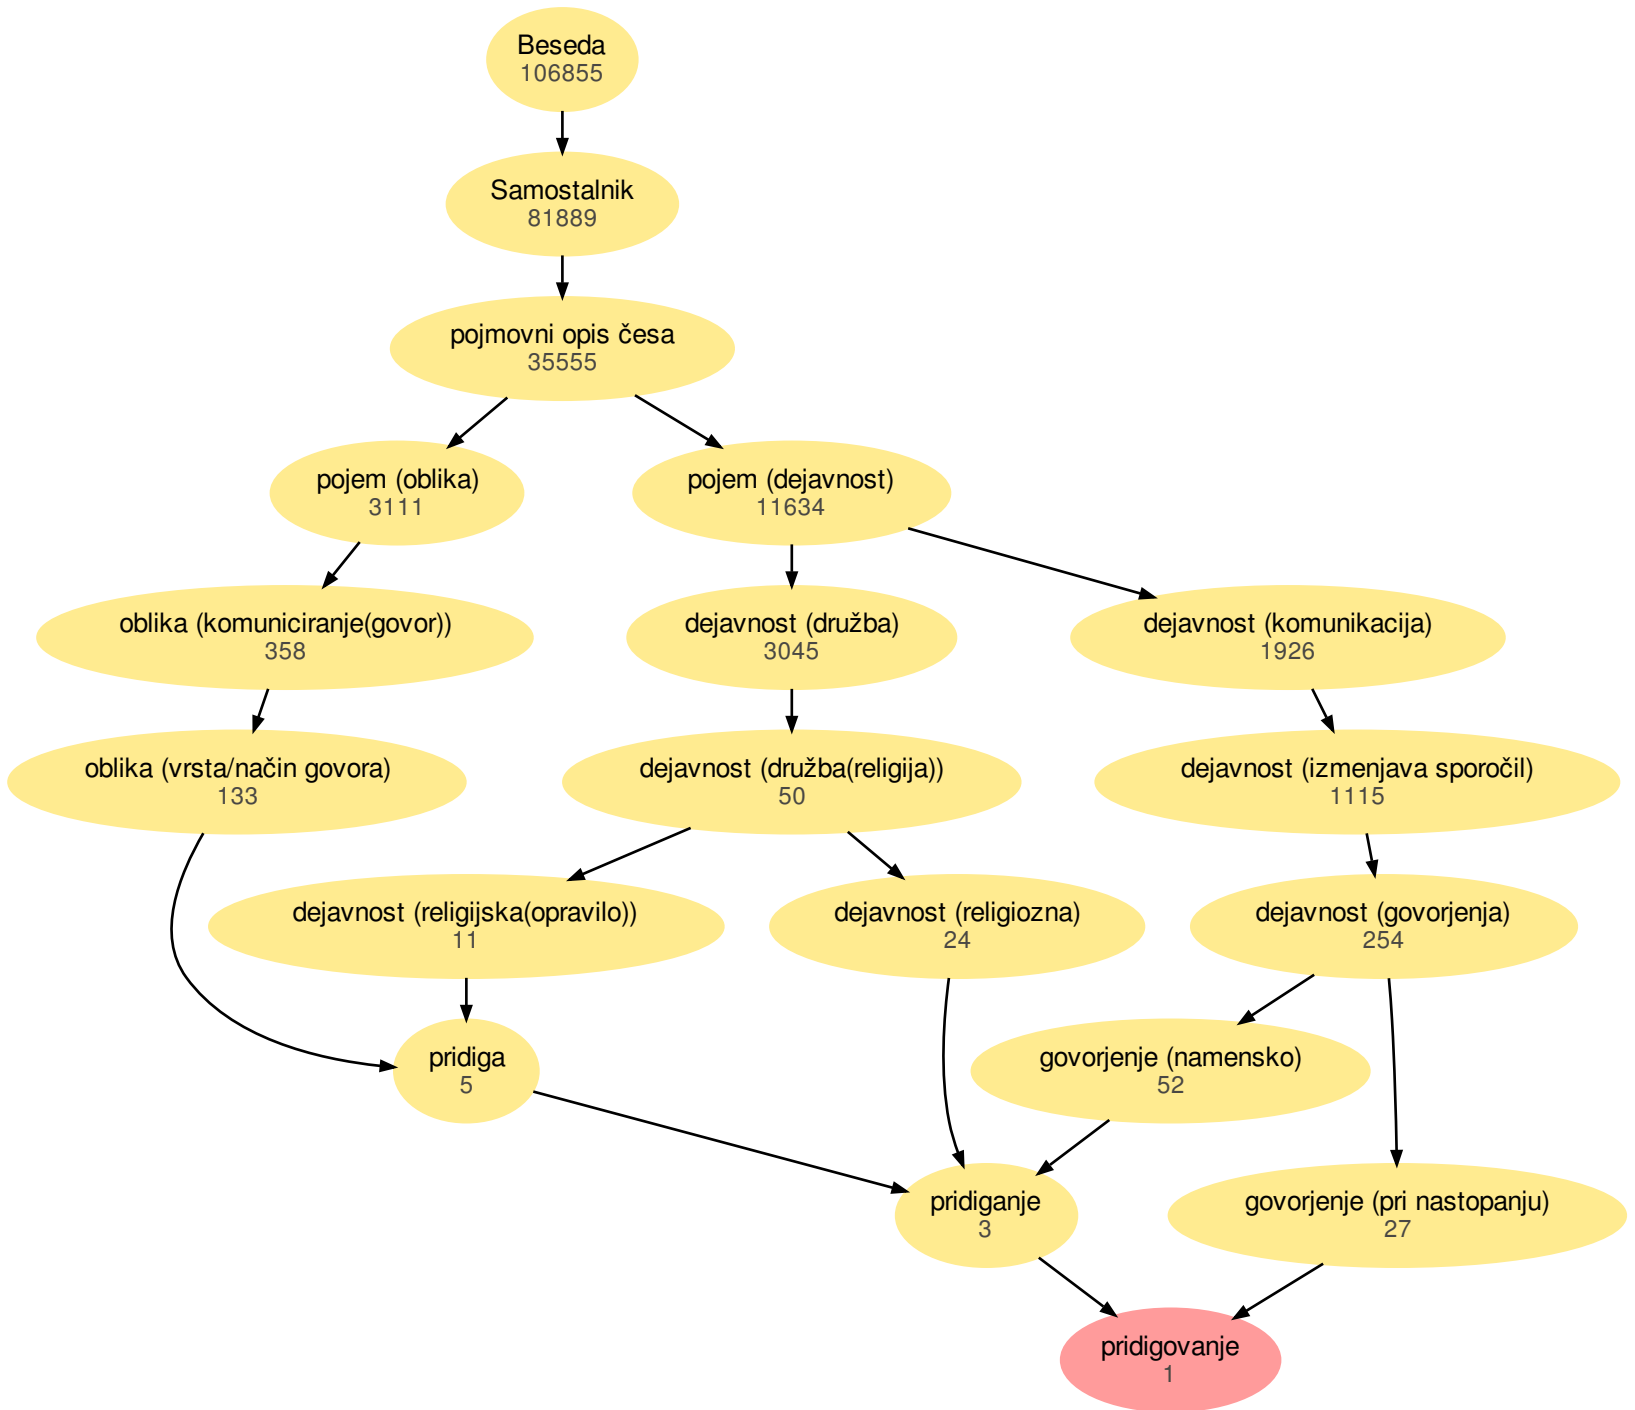 Beseda
106855
Samostalnik
81889
pojmovni opis česa
35555
pojem (oblika)
3111
pojem (dejavnost)
11634
oblika (komuniciranje(govor))
358
dejavnost (družba)
3045
dejavnost (komunikacija)
1926
oblika (vrsta/način govora)
133
dejavnost (družba(religija))
50
dejavnost (izmenjava sporočil)
1115
dejavnost (religijska(opravilo))
11
dejavnost (religiozna)
24
dejavnost (govorjenja)
254
pridiga
5
govorjenje (namensko)
52
pridiganje
3
govorjenje (pri nastopanju)
27
pridigovanje
1